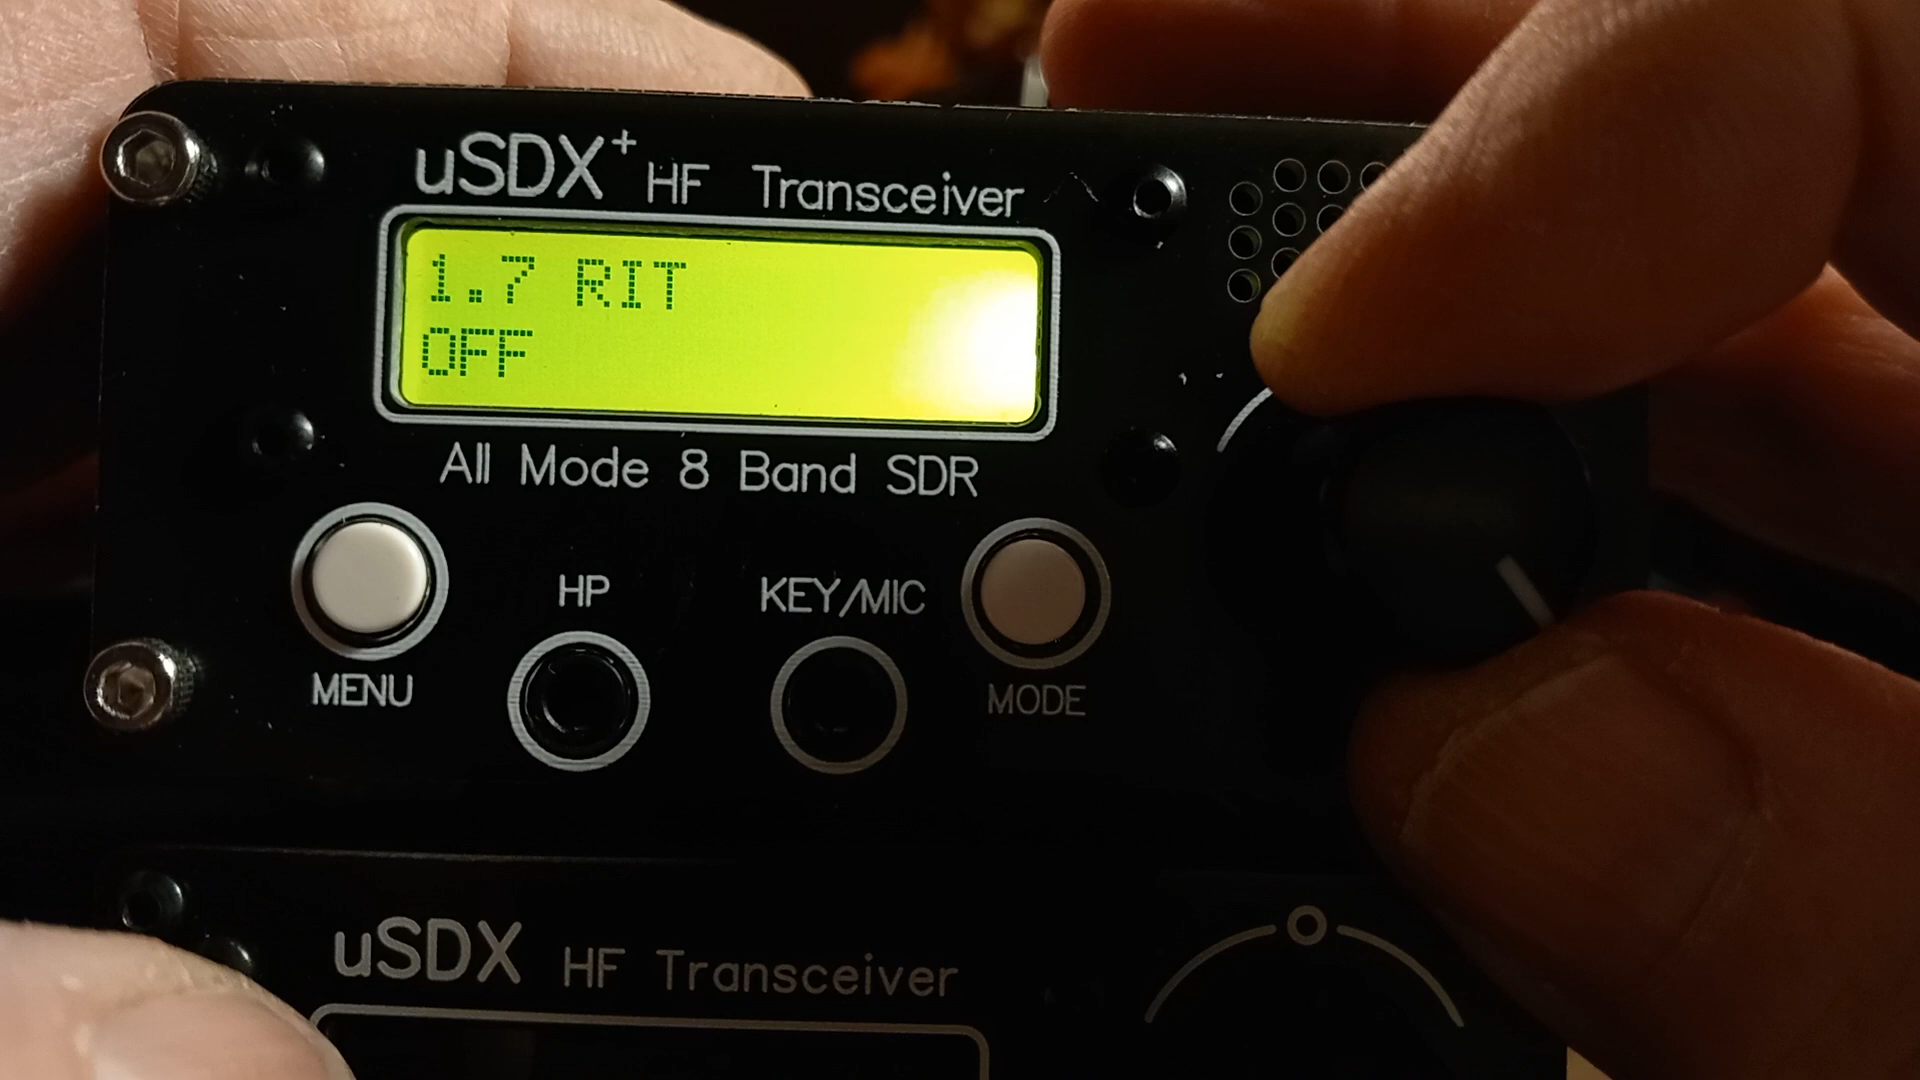 uSDX+ HF Transceiver
1.7 RIT
OFF
All Mode 8 Band SDR
HP
KEY/MIC
MENU
MODE
uSDX HF Transceiver